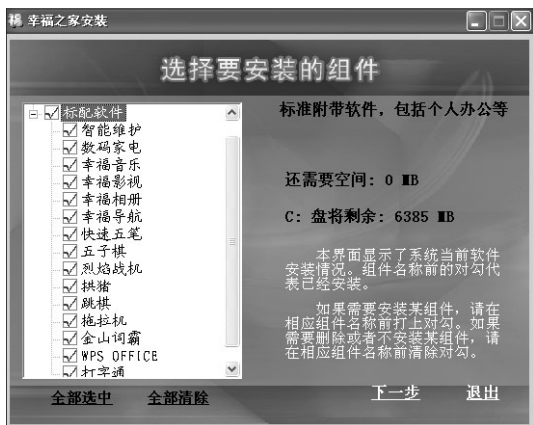 幸福之家安装
选择要安装的组件
标配软件
智能维护
数码家电
幸福音乐
幸福影视
幸福相册
幸福导航
快速五笔
五子棋
烈焰战机
拱猪
跳棋
拖拉机
金山词霸
WPS OFFICE
打字通
全部选中 全部清除
标准附带软件，包括个人办公等
还需要空间: 0 MB
C: 盘将剩余: 6385 MB
本界面显示了系统当前软件
安装情况。组件名称前的对勾代
表已经安装。
如果需要安装某组件，请在
相应组件名称前打上对勾。如果
需要删除或者不安装某组件，请
在相应组件名称前清除对勾。
下一步 退出